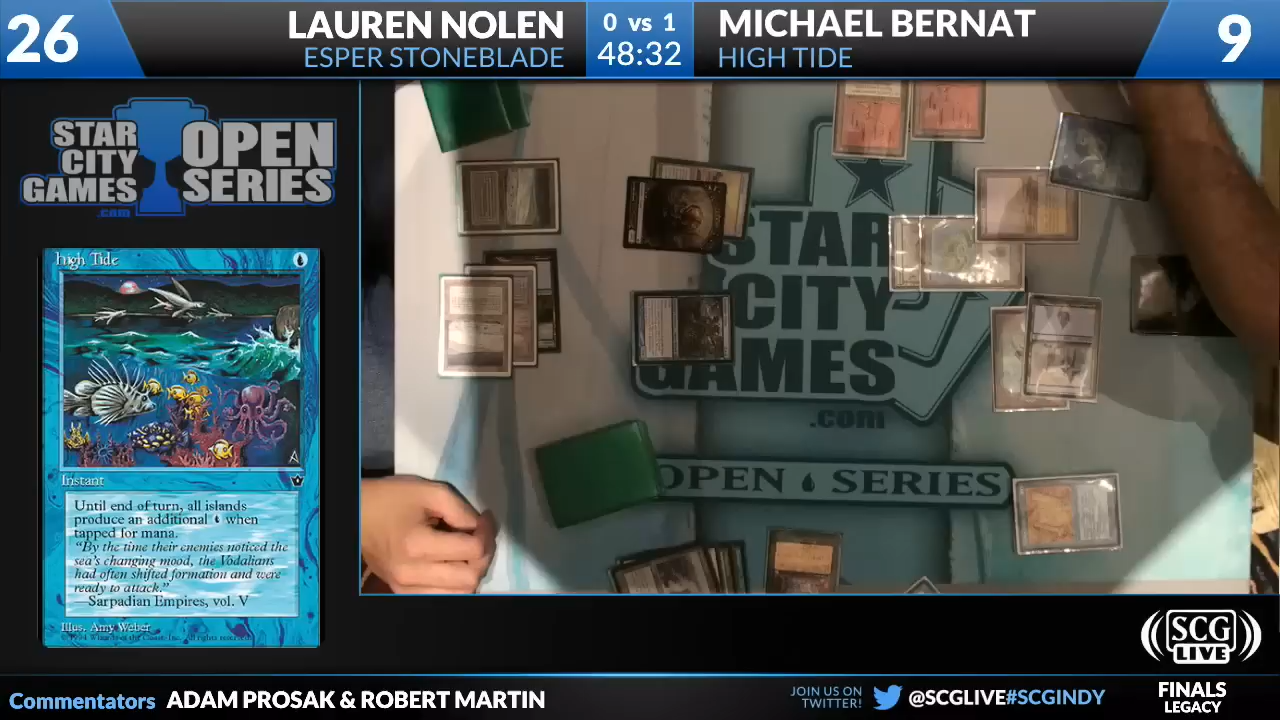 26
LAUREN NOLEN
ESPER STONEBLADE
0 vs 1
48:32
MICHAEL BERNAT
HIGH TIDE
9
STAR
CITY
GAMES
.com
OPEN
SERIES
High Tide
Instant
Until end of turn, all islands
produce an additional when
tapped for mana.
"By the time their enemies noticed the
sea's changing mood, the Vodalians
had often shifted formation and were
ready to attack."
—Sarpadian Empires, vol. V
Illus. Amy Weber
STAR
CITY
GAMES
.com
OPEN SERIES
SCG
LIVE
Commentators ADAM PROSAK & ROBERT MARTIN
JOIN US ON
TWITTER!
@SCGLIVE#SCGINDY
FINALS
LEGACY